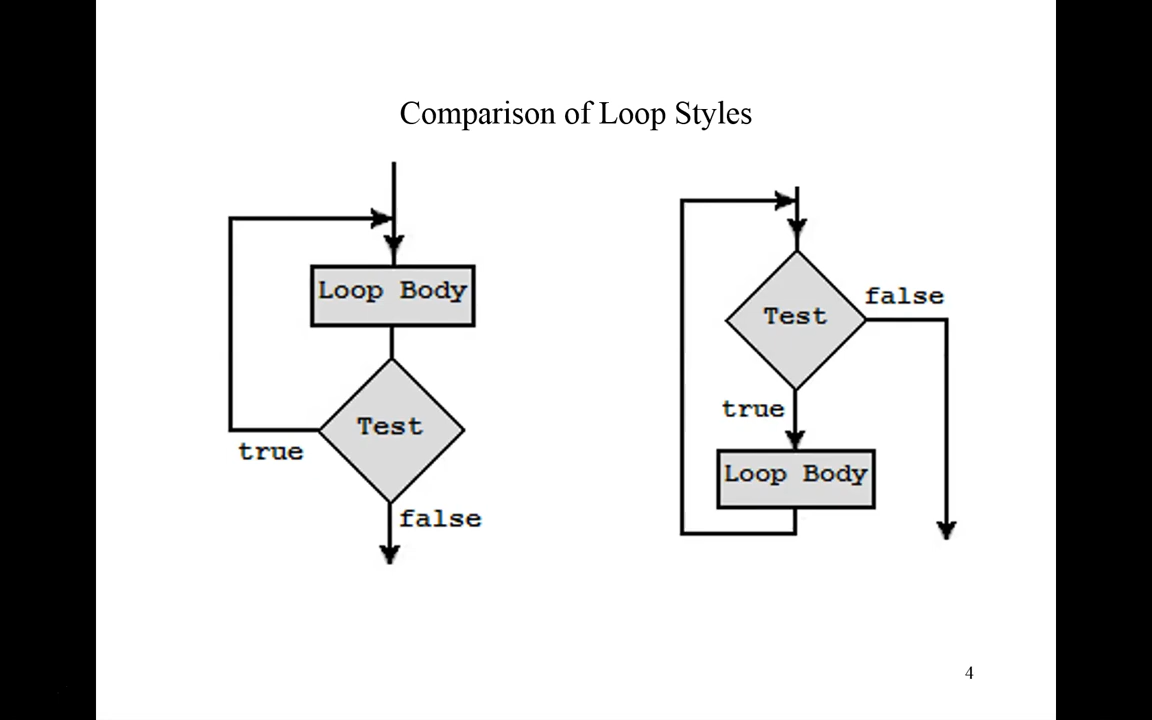 Comparison of Loop Styles
Loop Body
Test
true
false
Test
false
true
Loop Body
4